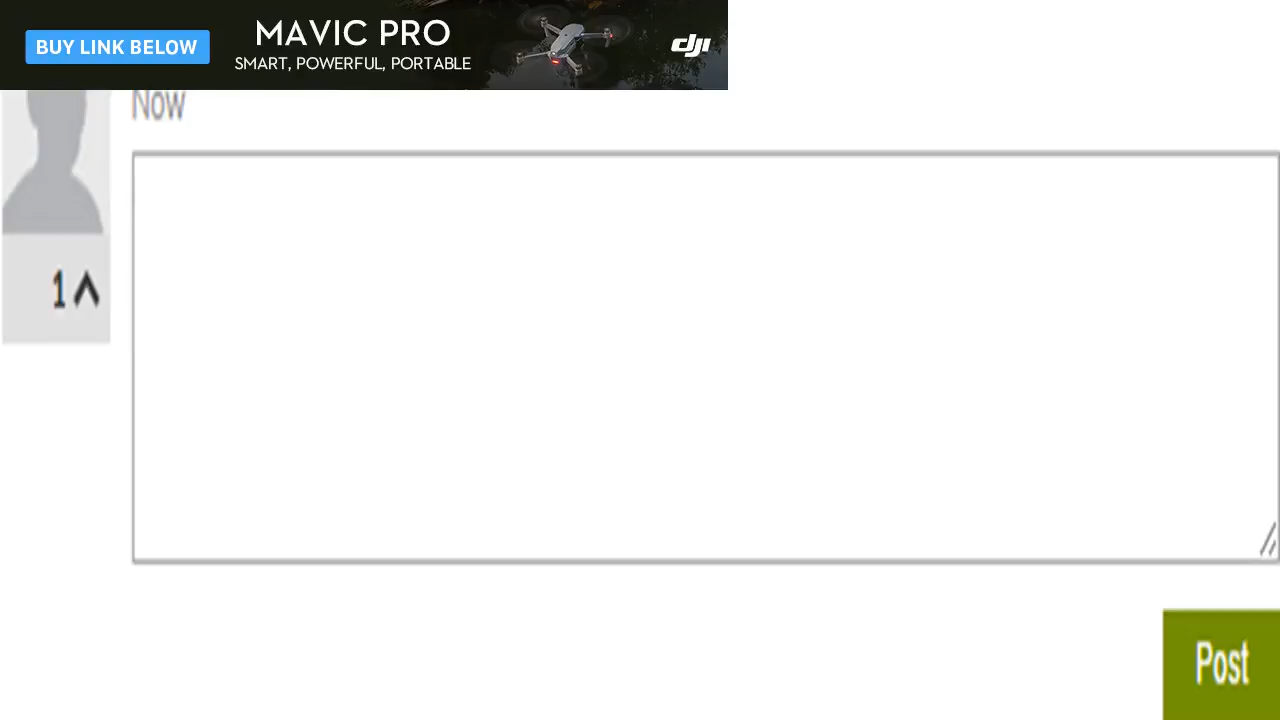 BUY LINK BELOW
MAVIC PRO
SMART, POWERFUL, PORTABLE
dji
Now
1
Post